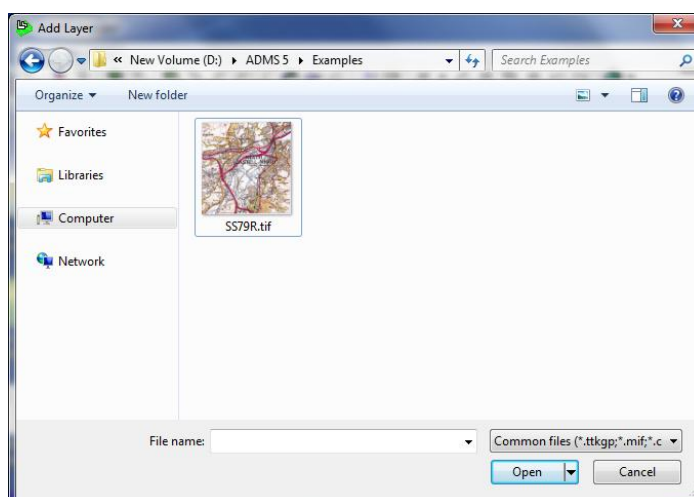 Add Layer
« New Volume (D:) ▸ ADMS 5 ▸ Examples
Search Examples
Organize
New folder
Favorites
Libraries
Computer
Network
SS79R.tif
File name:
Common files (*.ttkgp;*.mif;*.c
Open
Cancel